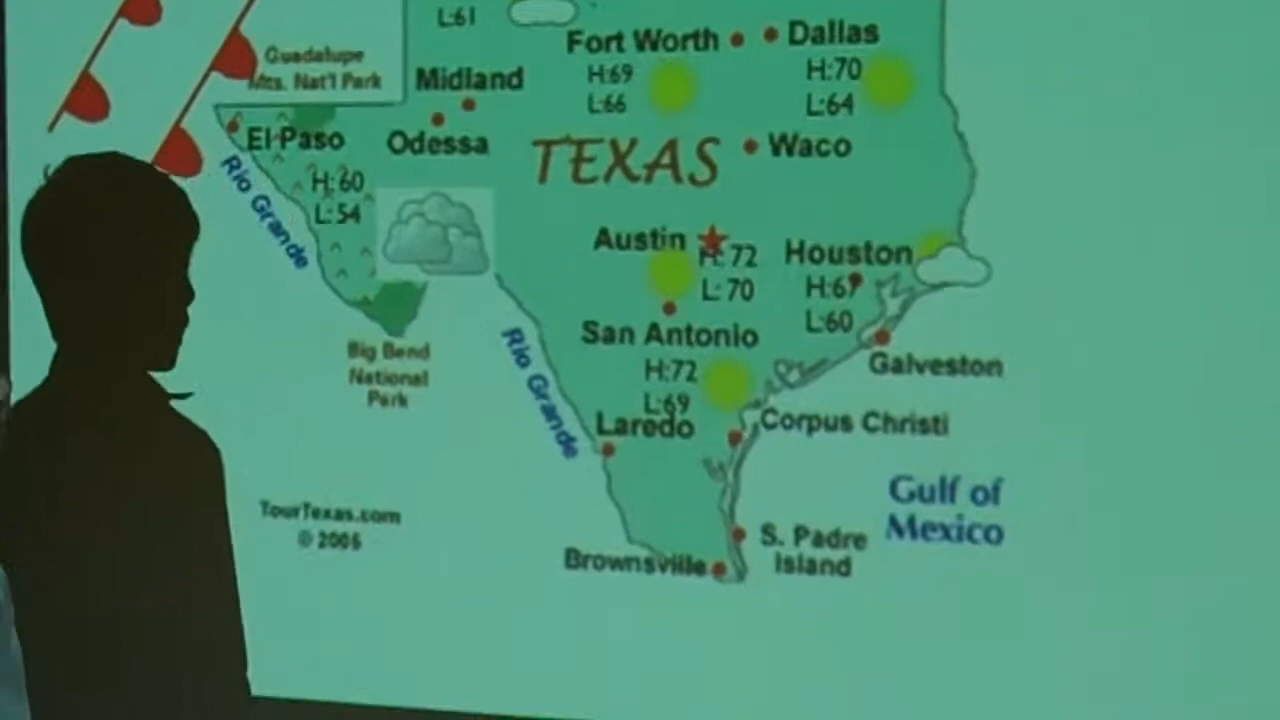 L:61
Fort Worth
Dallas
H:69
L:66
H:70
L:64
Guadalupe
Mts. Nat'l Park
Midland
El Paso
Odessa
TEXAS
Waco
H:60
L:54
Rio Grande
Austin
H:72
L:70
Houston
H:67
L:60
San Antonio
H:72
L:69
Galveston
Big Bend
National
Park
Rio Grande
Laredo
Corpus Christi
Gulf of
Mexico
TourTexas.com
© 2006
S. Padre
Island
Brownsville